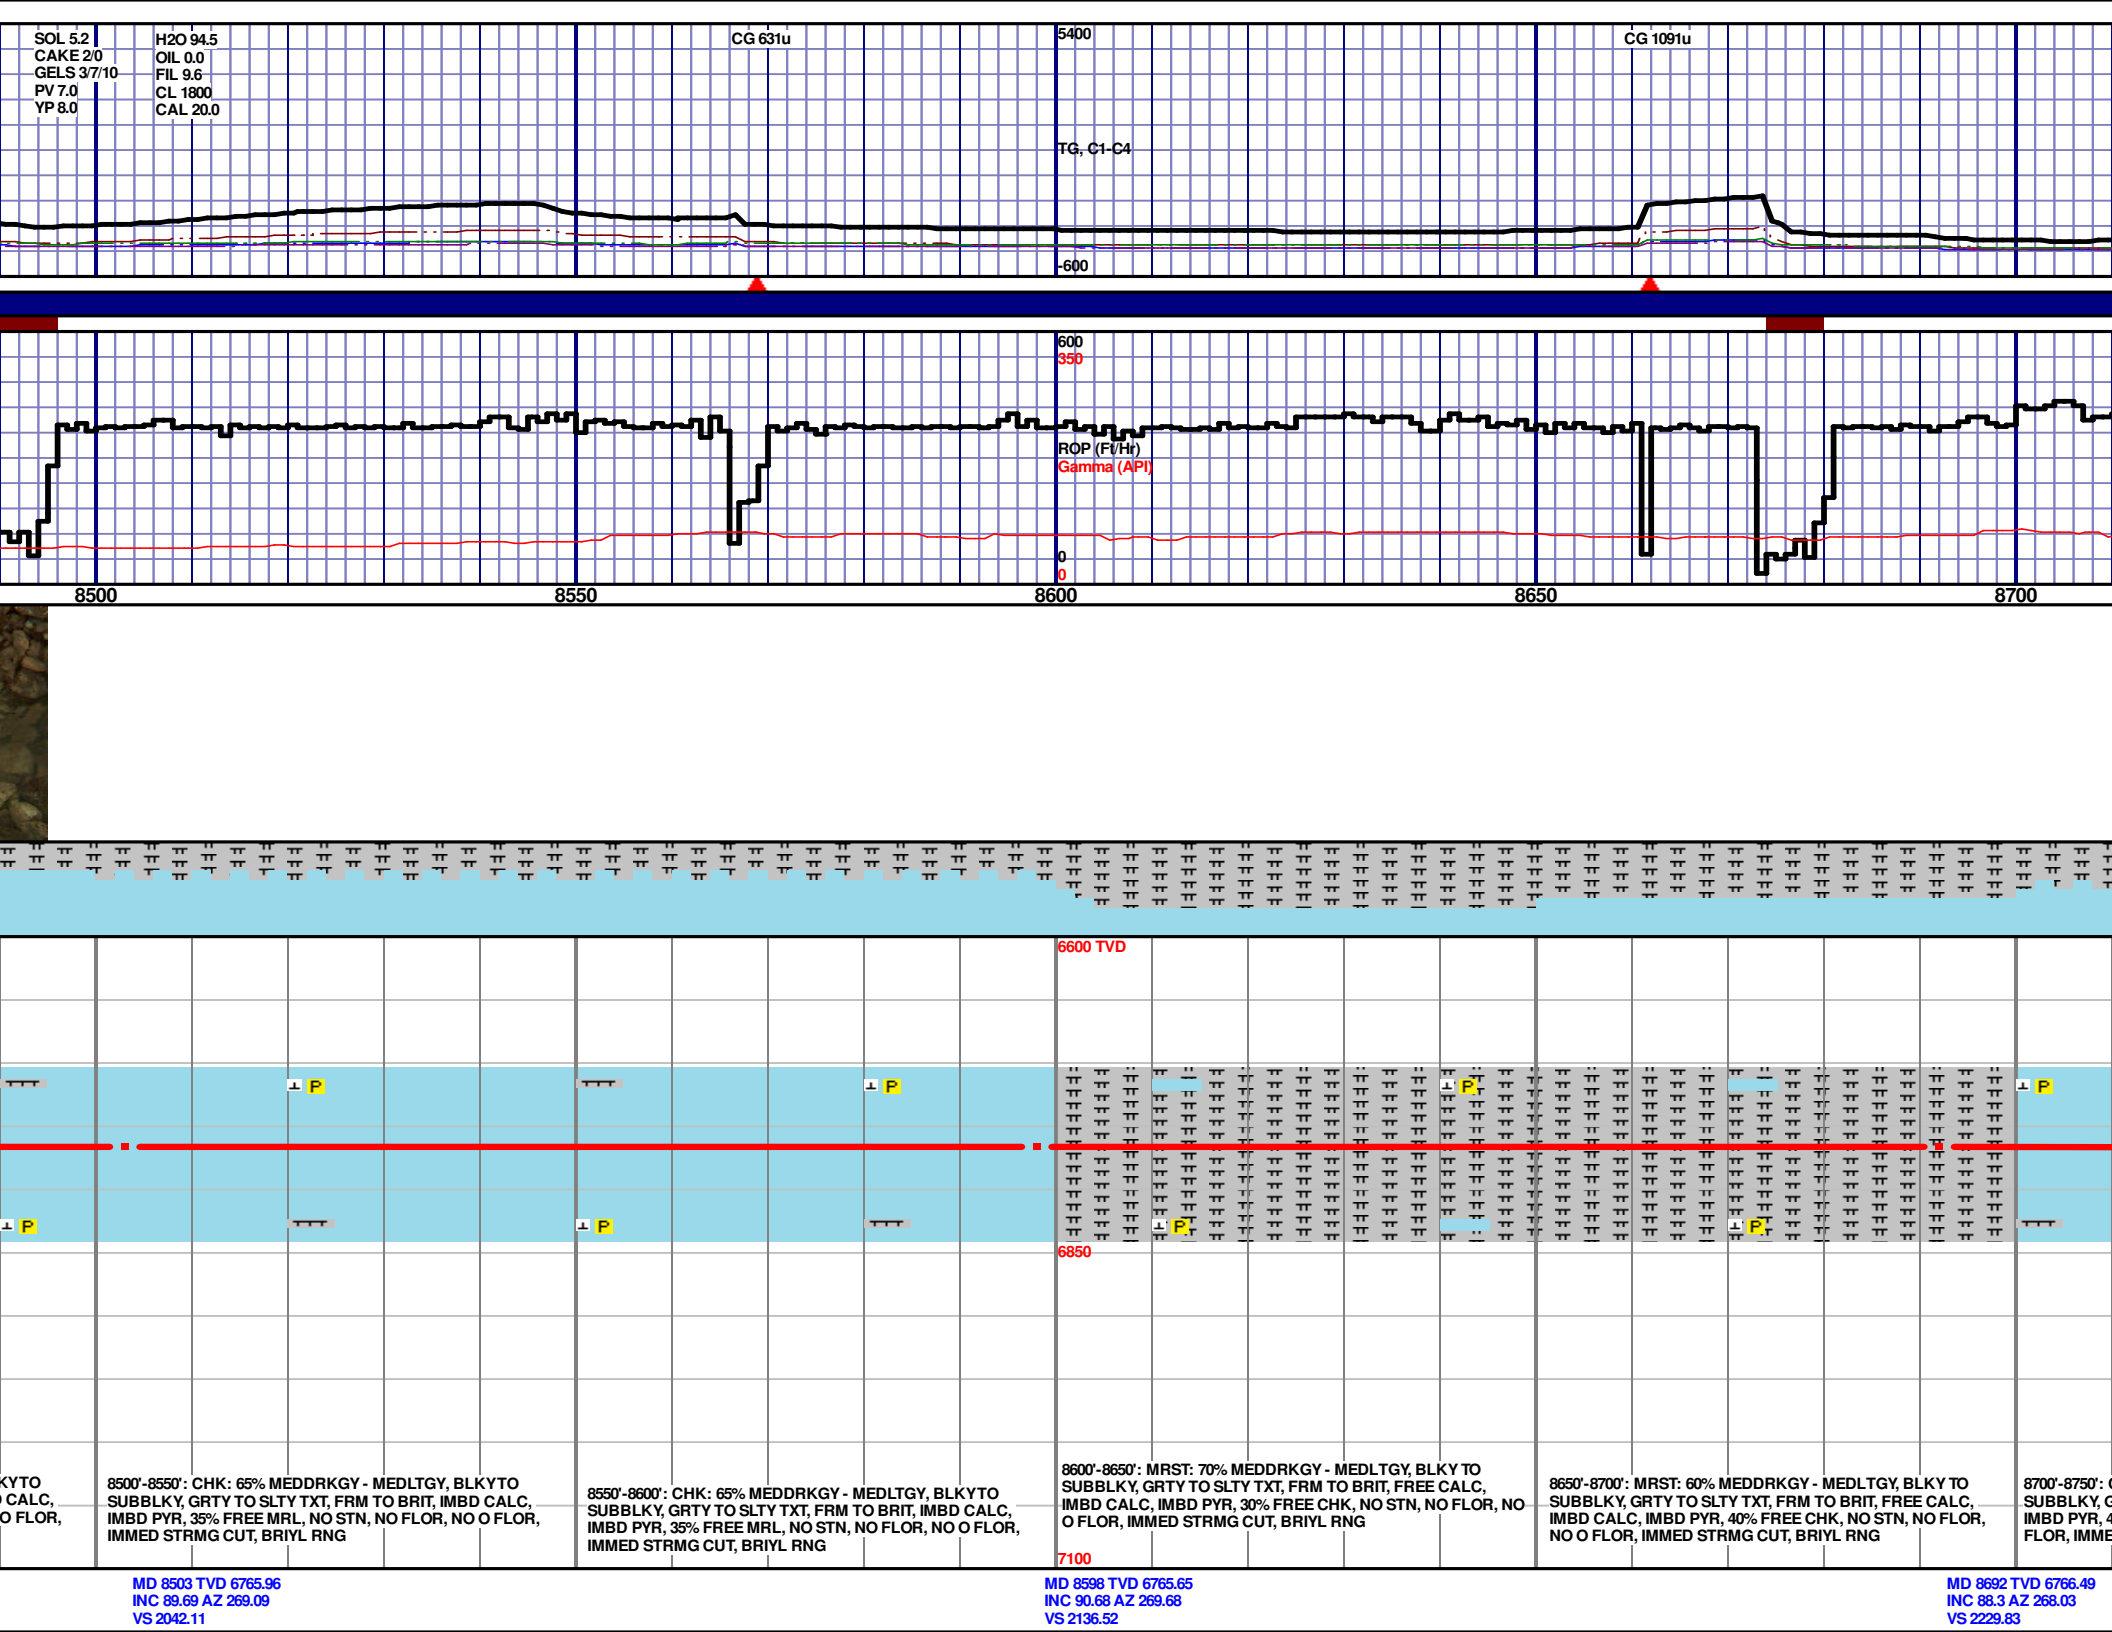 SOL 5.2
CAKE 2/0
GELS 3/7/10
PV 7.0
YP 8.0
H2O 94.5
OIL 0.0
FIL 9.6
CL 1800
CAL 20.0
CG 631u
5400
CG 1091u
TG, C1-C4
-600
600
350
ROP (Ft/Hr)
Gamma (API)
0
0
8500 8550 8600 8650 8700
6600 TVD
P P P
P P P
P P P
6850
KY TO
CALC,
O FLOR,
8500'-8550': CHK: 65% MEDDRKGY - MEDLTGY, BLKY TO
SUBBLKY, GRTY TO SLTY TXT, FRM TO BRIT, IMBD CALC,
IMBD PYR, 35% FREE MRL, NO STN, NO FLOR, NO O FLOR,
IMMED STRMG CUT, BRIYL RNG
8550'-8600': CHK: 65% MEDDRKGY - MEDLTGY, BLKY TO
SUBBLKY, GRTY TO SLTY TXT, FRM TO BRIT, IMBD CALC,
IMBD PYR, 35% FREE MRL, NO STN, NO FLOR, NO O FLOR,
IMMED STRMG CUT, BRIYL RNG
8600'-8650': MRST: 70% MEDDRKGY - MEDLTGY, BLKY TO
SUBBLKY, GRTY TO SLTY TXT, FRM TO BRIT, FREE CALC,
IMBD CALC, IMBD PYR, 30% FREE CHK, NO STN, NO FLOR, NO
O FLOR, IMMED STRMG CUT, BRIYL RNG
8650'-8700': MRST: 60% MEDDRKGY - MEDLTGY, BLKY TO
SUBBLKY, GRTY TO SLTY TXT, FRM TO BRIT, FREE CALC,
IMBD CALC, IMBD PYR, 40% FREE CHK, NO STN, NO FLOR,
NO O FLOR, IMMED STRMG CUT, BRIYL RNG
8700'-8750':
SUBBLKY,
IMBD PYR,
FLOR,
7100
MD 8503 TVD 6765.96
INC 89.69 AZ 269.09
VS 2042.11
MD 8598 TVD 6765.65
INC 90.68 AZ 269.68
VS 2136.52
MD 8692 TVD 6766.49
INC 88.3 AZ 268.03
VS 2229.83